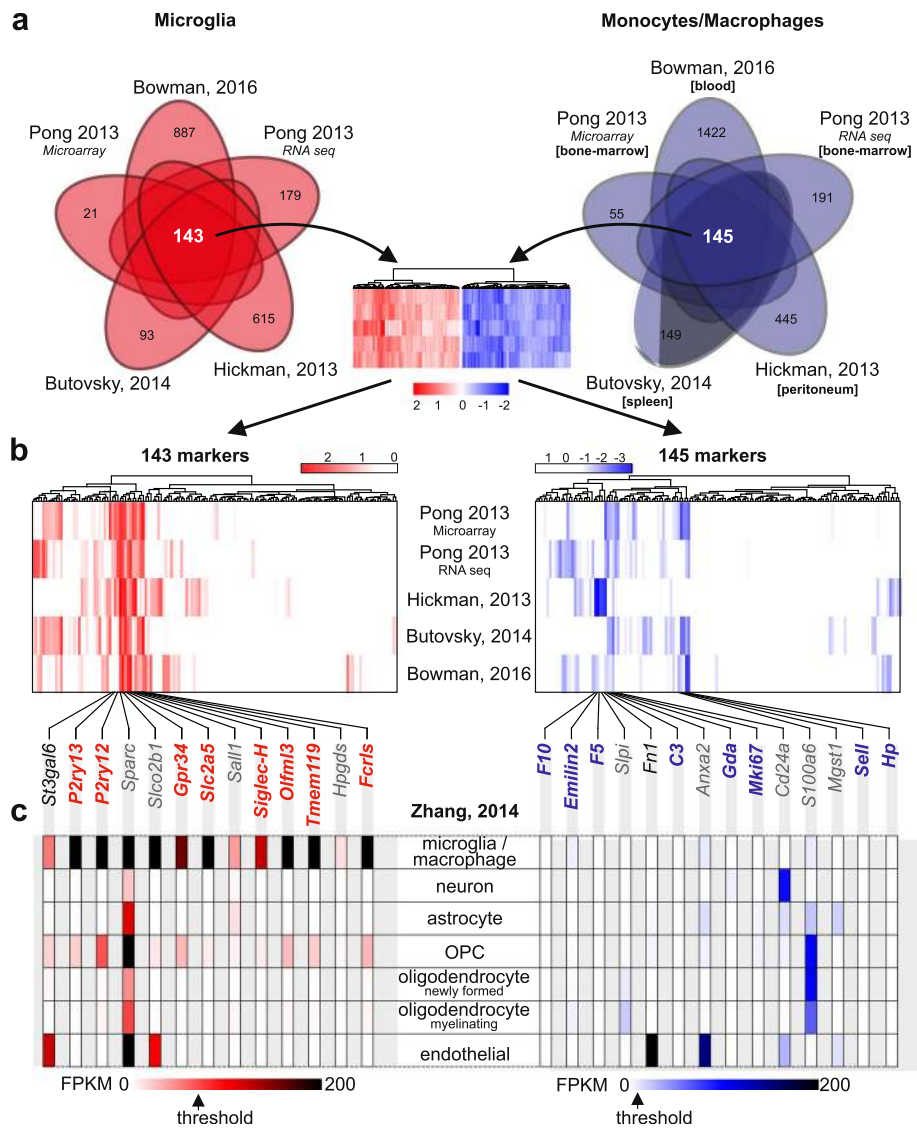 a
Microglia
Monocytes/Macrophages
Bowman, 2016
Pong 2013
Microarray
Pong 2013
RNA seq
887
179
21
143
93
615
Butovsky, 2014
Hickman, 2013
Bowman, 2016
[blood]
Pong 2013
Microarray
[bone-marrow]
Pong 2013
RNA seq
[bone-marrow]
1422
191
55
145
149
445
Butovsky, 2014
[spleen]
Hickman, 2013
[peritoneum]
2 1 0 -1 -2
b
143 markers
2 1 0
1 0 -1 -2 -3
145 markers
Pong 2013
Microarray
Pong 2013
RNA seq
Hickman, 2013
Butovsky, 2014
Bowman, 2016
St3gal6
P2ry13
P2ry12
Sparc
Slco2b1
Gpr34
Slc2a5
Sall1
Siglec-H
Olfml3
Tmem119
Hpgds
Fcrls
F10
Emilin2
F5
Slpi
Fn1
C3
Anxa2
Gda
Mki67
Cd24a
S100a6
Mgst1
Sell
Hp
c
Zhang, 2014
microglia /
macrophage
neuron
astrocyte
OPC
oligodendrocyte
newly formed
oligodendrocyte
myelinating
endothelial
FPKM 0 200
threshold
FPKM 0 200
threshold